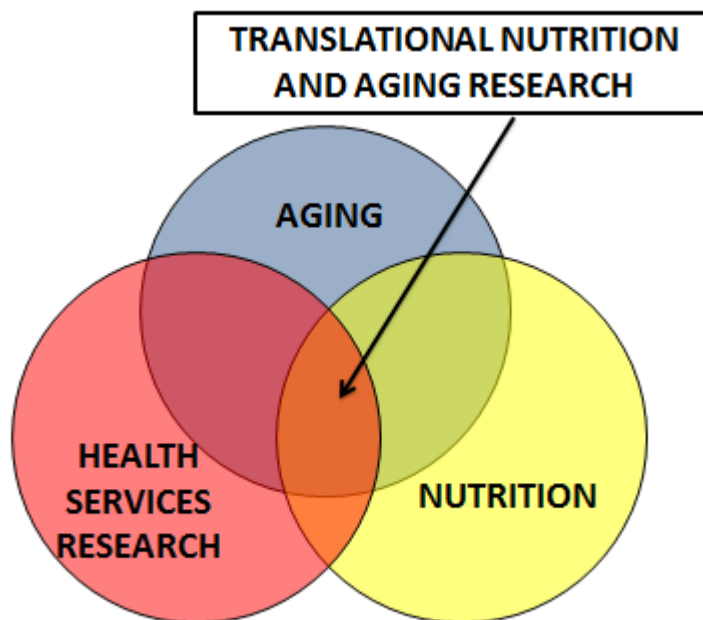 TRANSLATIONAL NUTRITION
AND AGING RESEARCH
AGING
HEALTH
SERVICES
RESEARCH
NUTRITION